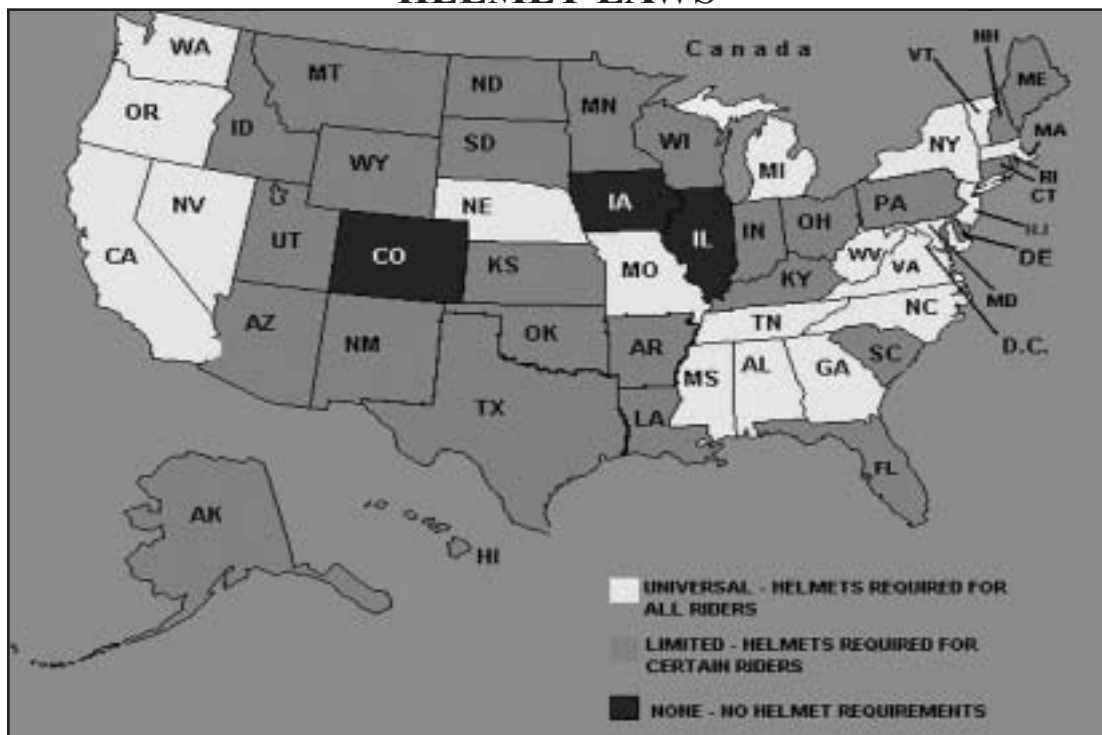 HELMET LAWS
Canada
WA
MT
ND
MN
VT
NH
ME
OR
ID
SD
WI
NY
MA
WY
MI
RI
CT
NV
NE
IA
PA
NJ
UT
CO
IL
IN
OH
DE
CA
KS
MO
WV
VA
KY
MD
AZ
NM
OK
AR
TN
NC
D.C.
SC
MS
AL
GA
TX
LA
FL
AK
HI
UNIVERSAL - HELMETS REQUIRED FOR
ALL RIDERS
LIMITED - HELMETS REQUIRED FOR
CERTAIN RIDERS
NONE - NO HELMET REQUIREMENTS